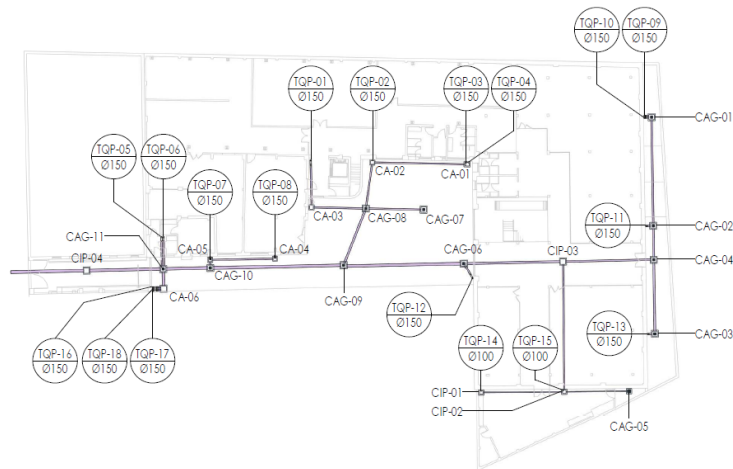 TQP-10
Ø150
TQP-09
Ø150
TQP-01
Ø150
TQP-02
Ø150
TQP-03
Ø150
TQP-04
Ø150
CAG-01
TQP-05
Ø150
TQP-06
Ø150
CA-02
CA-01
TQP-07
Ø150
TQP-08
Ø150
CA-03
CAG-08
CAG-07
TQP-11
Ø150
CAG-02
CAG-11
CA-05
CA-04
CAG-06
CIP-03
CAG-04
CIP-04
CAG-10
CA-06
CAG-09
TQP-12
Ø150
TQP-13
Ø150
CAG-03
TQP-16
Ø150
TQP-18
Ø150
TQP-17
Ø150
TQP-14
Ø100
TQP-15
Ø100
CIP-01
CIP-02
CAG-05